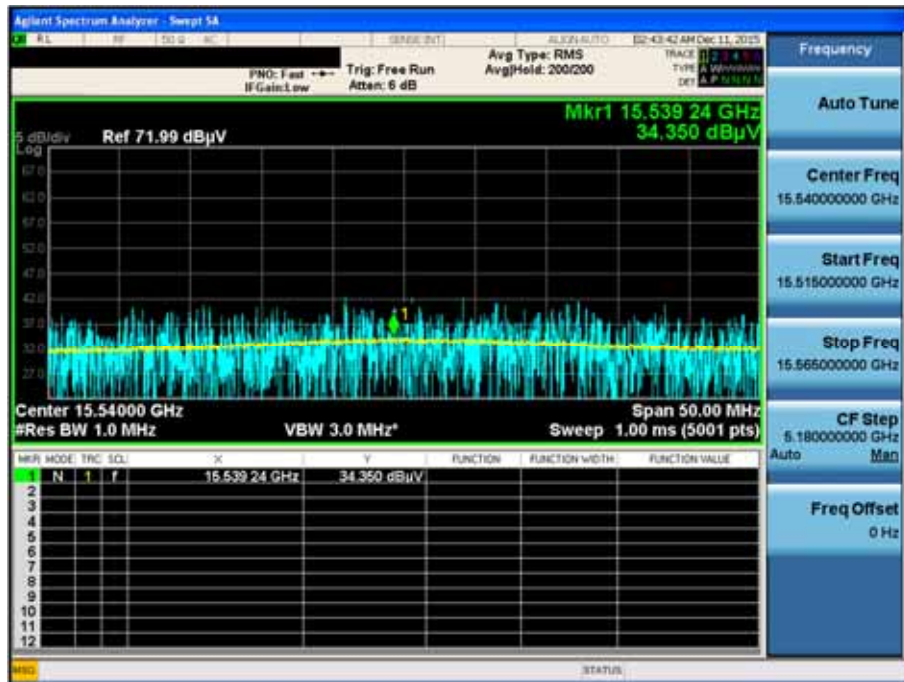 Agilent Spectrum Analyzer - Swept SA
RL RF 50 Ω AC SENSE:INT ALIGN AUTO 02:43:42 AM Dec 11, 2015
PNO: Fast Trig: Free Run Avg Type: RMS TRACE 1 2 3 4 5 6
IFGain:Low Atten: 6 dB Avg|Hold: 200/200 TYPE
DET A P N N N N
Mkr1 15.539 24 GHz
34.350 dBµV
5 dB/div Ref 71.99 dBµV
Log
67.0
62.0
57.0
52.0
47.0
42.0
37.0
32.0
27.0
1
Center 15.54000 GHz Span 50.00 MHz
#Res BW 1.0 MHz VBW 3.0 MHz* Sweep 1.00 ms (5001 pts)
MKR MODE TRC SCL X Y FUNCTION FUNCTION WIDTH FUNCTION VALUE
1 N 1 f 15.539 24 GHz 34.350 dBµV
2
3
4
5
6
7
8
9
10
11
12
MSG STATUS
Frequency
Auto Tune
Center Freq
15.540000000 GHz
Start Freq
15.515000000 GHz
Stop Freq
15.565000000 GHz
CF Step
5.180000000 GHz
Auto Man
Freq Offset
0 Hz